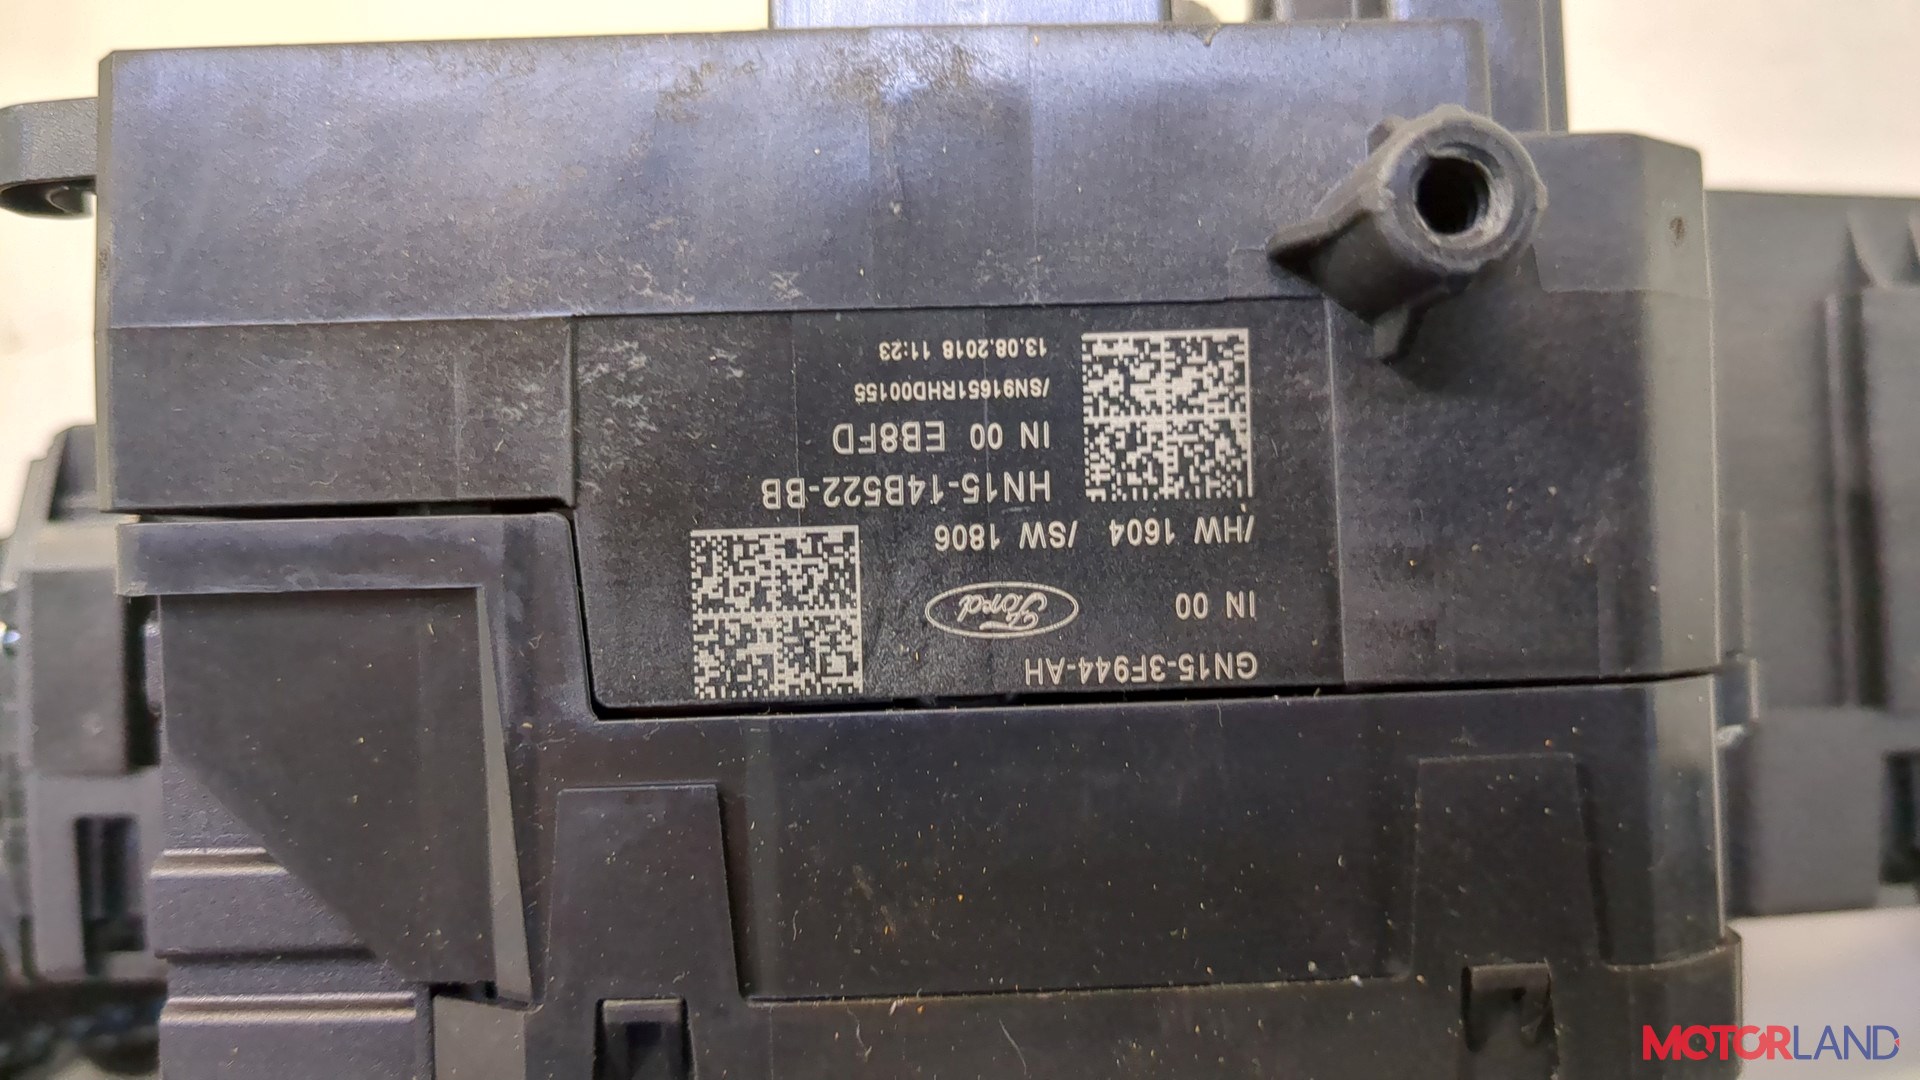 GN15-3F944-AH
IN 00
Ford
/HW 1604 /SW 1806
HN15-14B522-BB
IN 00 EB8FD
/SN91651RHD00155
13.08.2018 11:23
MOTORLAND